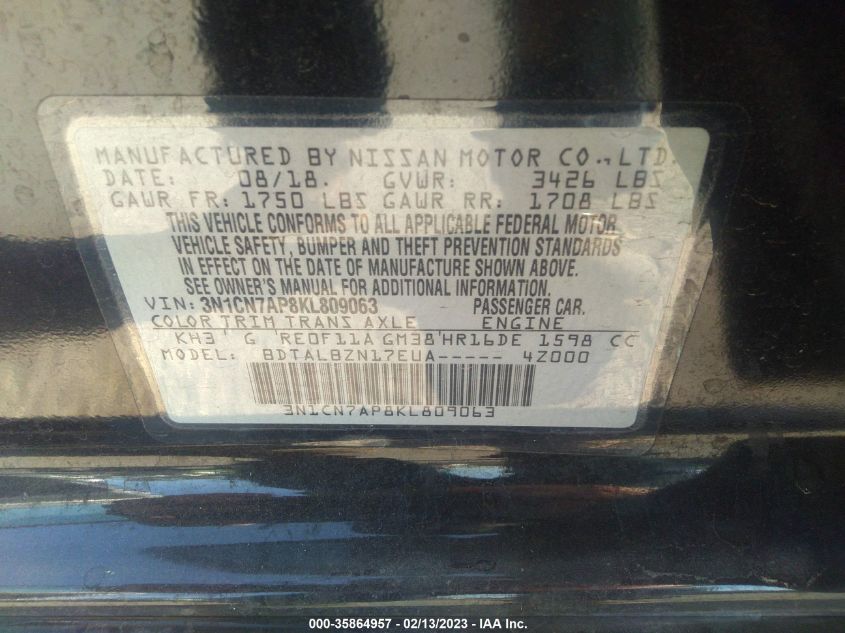 MANUFACTURED BY NISSAN MOTOR CO., LTD.
DATE: 08/18. GVWR: 3426 LBS
GAWR FR: 1750 LBS GAWR RR: 1708 LBS
THIS VEHICLE CONFORMS TO ALL APPLICABLE FEDERAL MOTOR
VEHICLE SAFETY, BUMPER AND THEFT PREVENTION STANDARDS
IN EFFECT ON THE DATE OF MANUFACTURE SHOWN ABOVE.
SEE OWNER'S MANUAL FOR ADDITIONAL INFORMATION.
VIN: 3N1CN7AP8KL809063 PASSENGER CAR.
COLOR TRIM TRANS AXLE ENGINE
KH3 G RE0F11A GM38 HR16DE 1598 CC
MODEL: BDTALBZN17EUA----- 4Z000
3N1CN7AP8KL809063
000-35864957 - 02/13/2023 - IAA Inc.